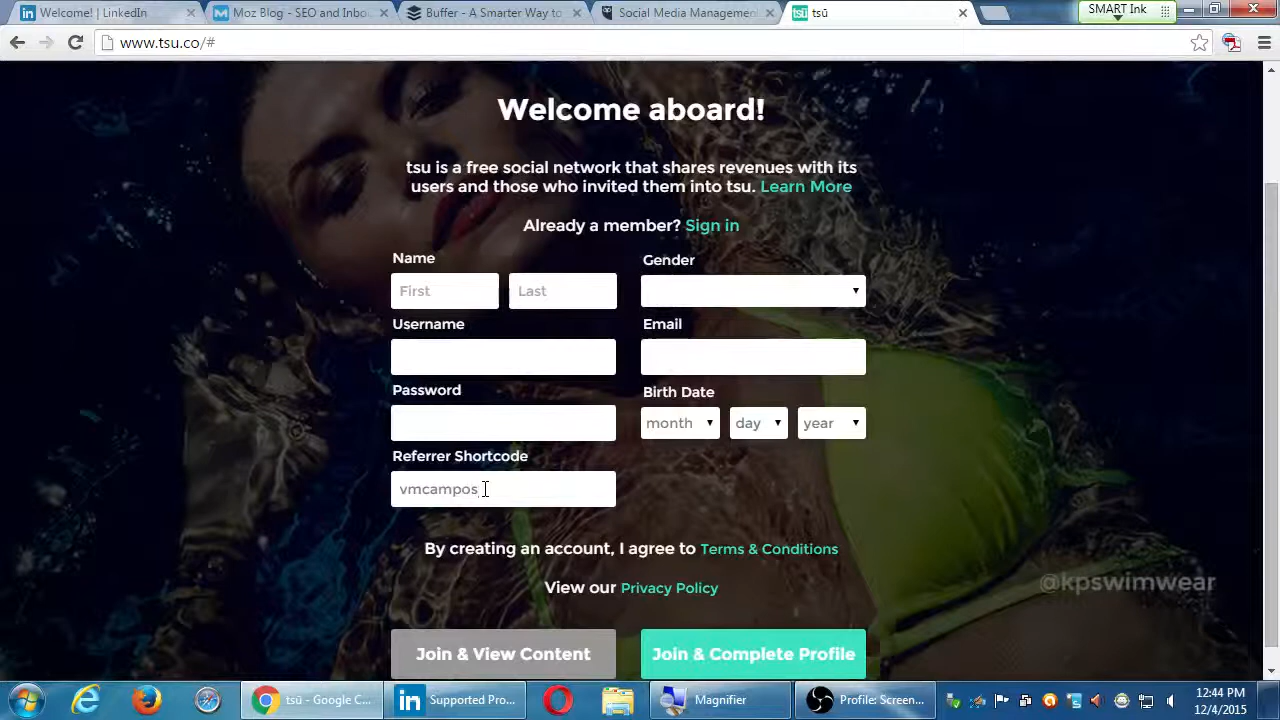 Welcome! | LinkedIn
Moz Blog - SEO and Inbo
Buffer - A Smarter Way to
Social Media Management
tsū
SMART Ink
www.tsu.co/#
Welcome aboard!
tsu is a free social network that shares revenues with its
users and those who invited them into tsu. Learn More
Already a member? Sign in
Name
Gender
First
Last
Username
Email
Password
Birth Date
month
day
year
Referrer Shortcode
vmcampos
By creating an account, I agree to Terms & Conditions
@kpswimwear
View our Privacy Policy
Join & View Content
Join & Complete Profile
tsū - Google C...
Supported Pro...
Magnifier
Profile: Screen...
12:44 PM
12/4/2015